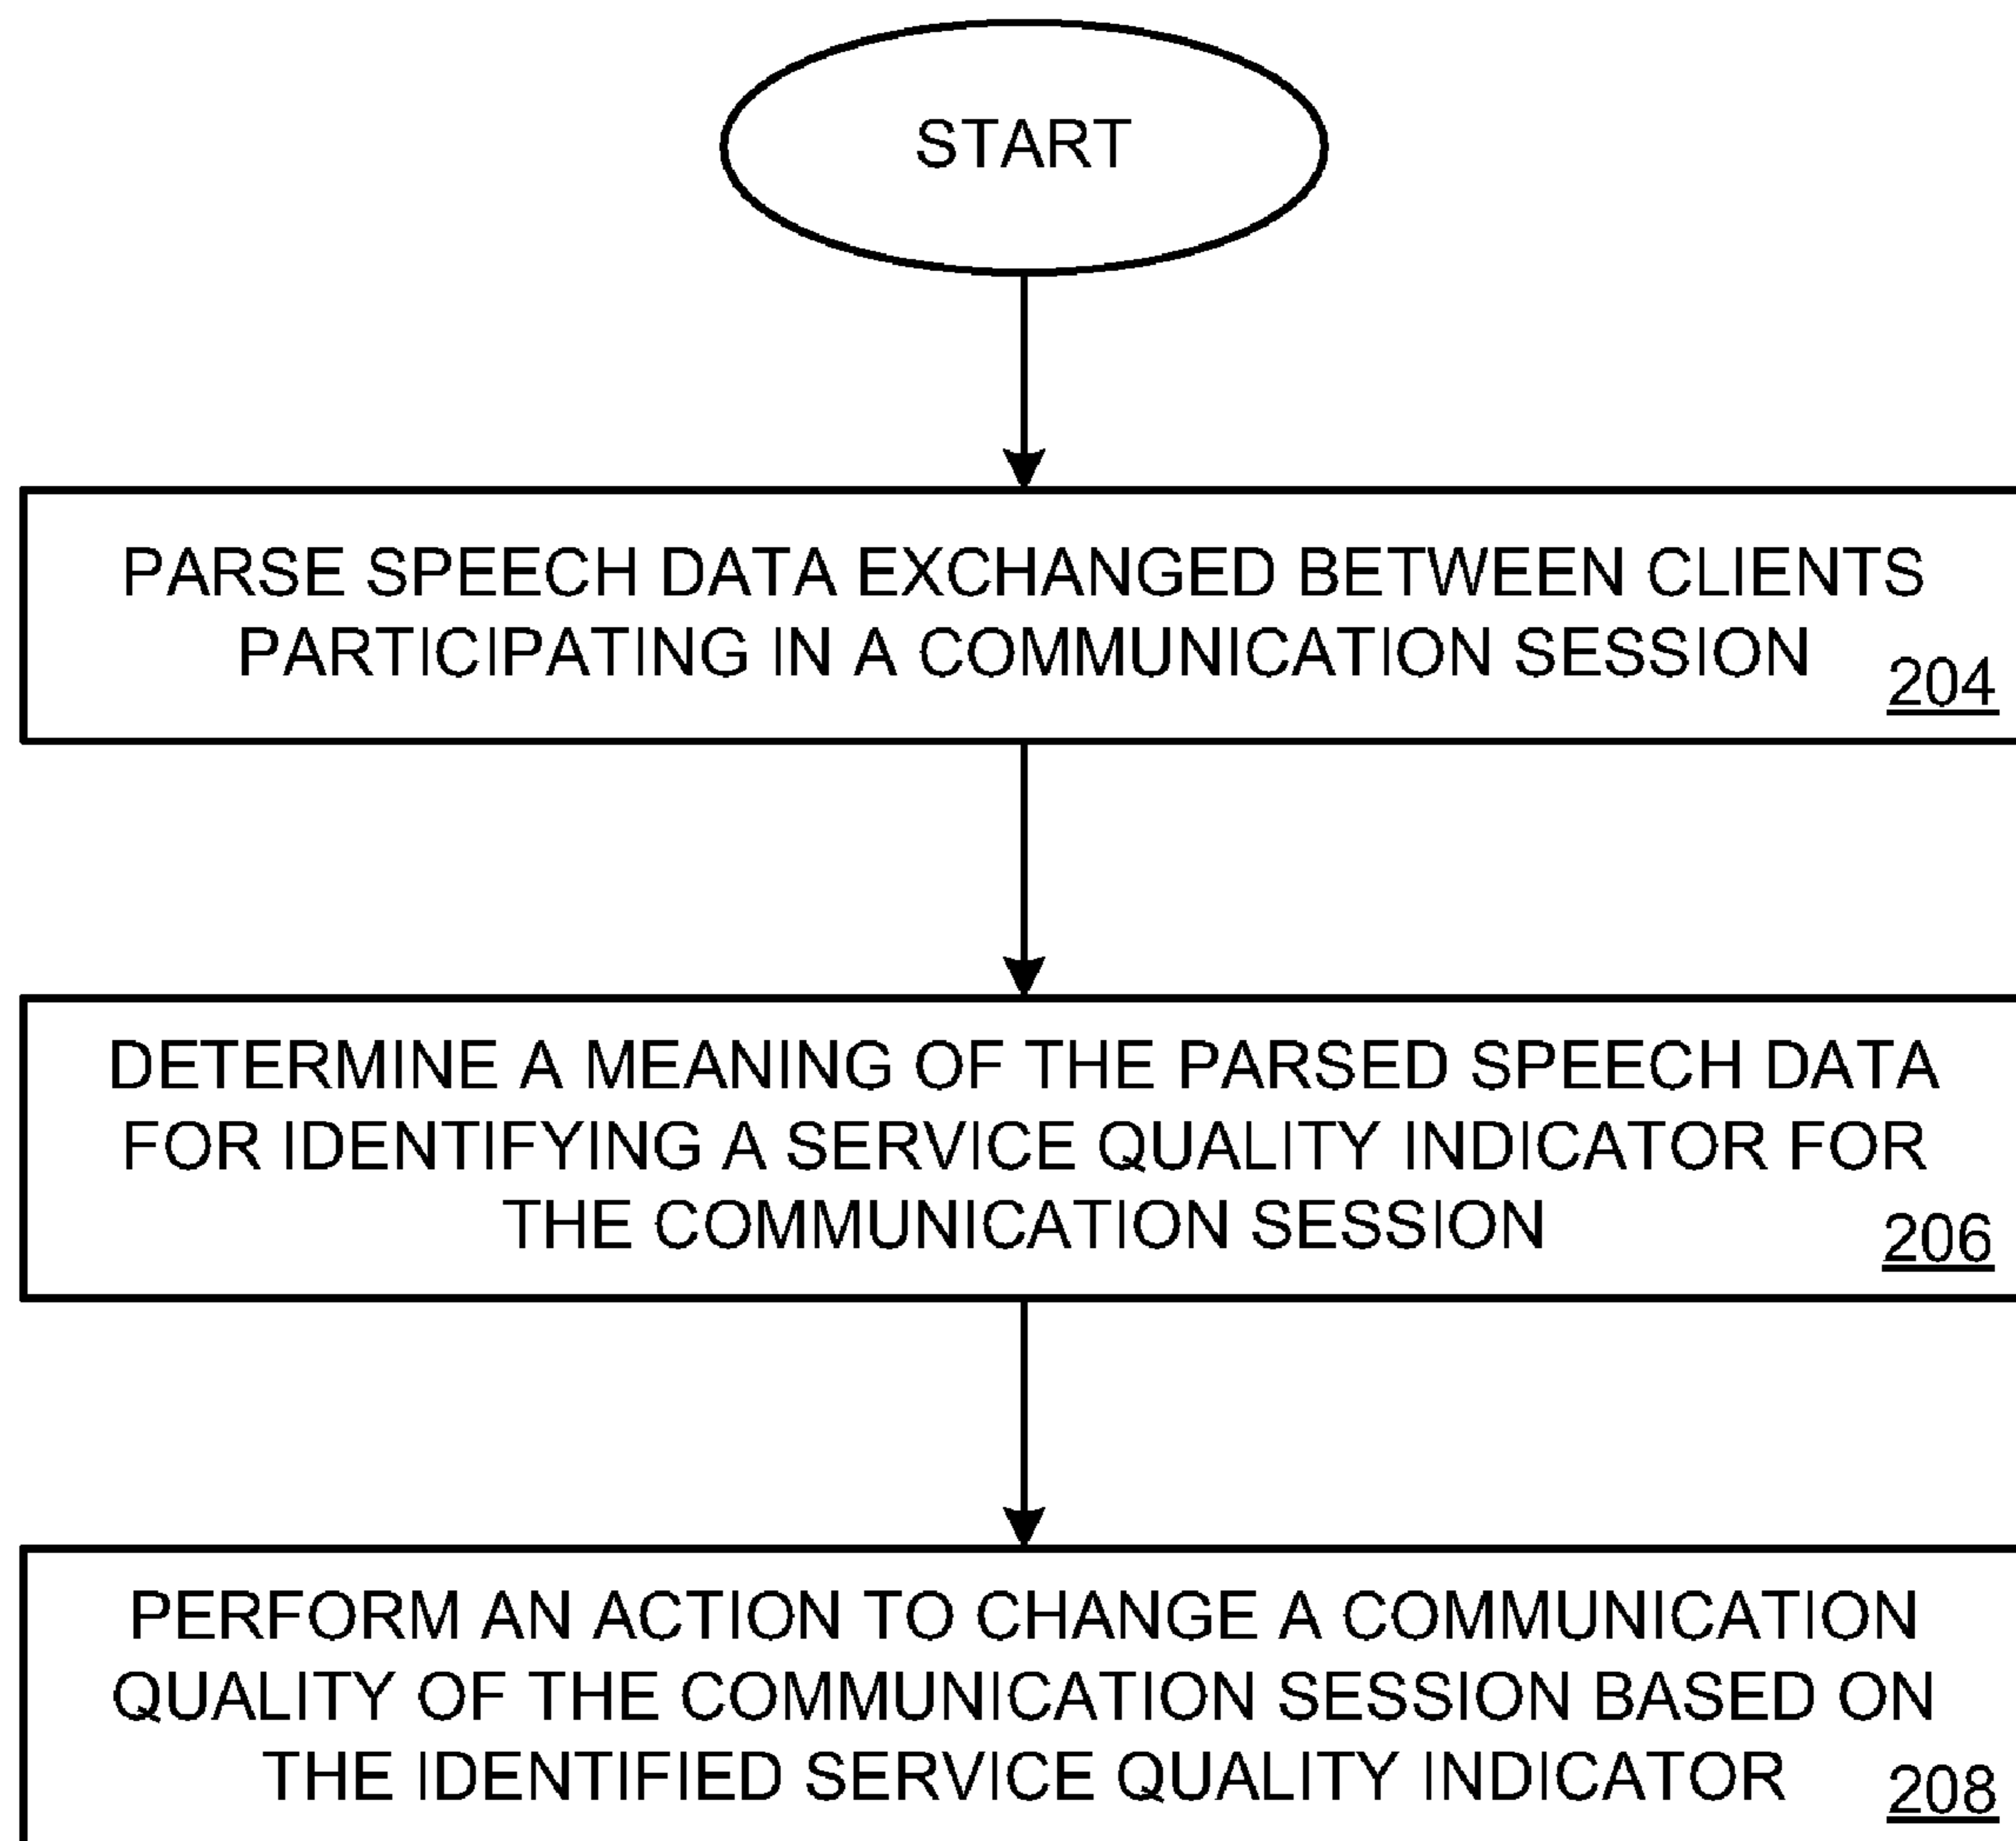 START
PARSE SPEECH DATA EXCHANGED BETWEEN CLIENTS
PARTICIPATING IN A COMMUNICATION SESSION
204
DETERMINE A MEANING OF THE PARSED SPEECH DATA
FOR IDENTIFYING A SERVICE QUALITY INDICATOR FOR
THE COMMUNICATION SESSION
206
PERFORM AN ACTION TO CHANGE A COMMUNICATION
QUALITY OF THE COMMUNICATION SESSION BASED ON
THE IDENTIFIED SERVICE QUALITY INDICATOR
208